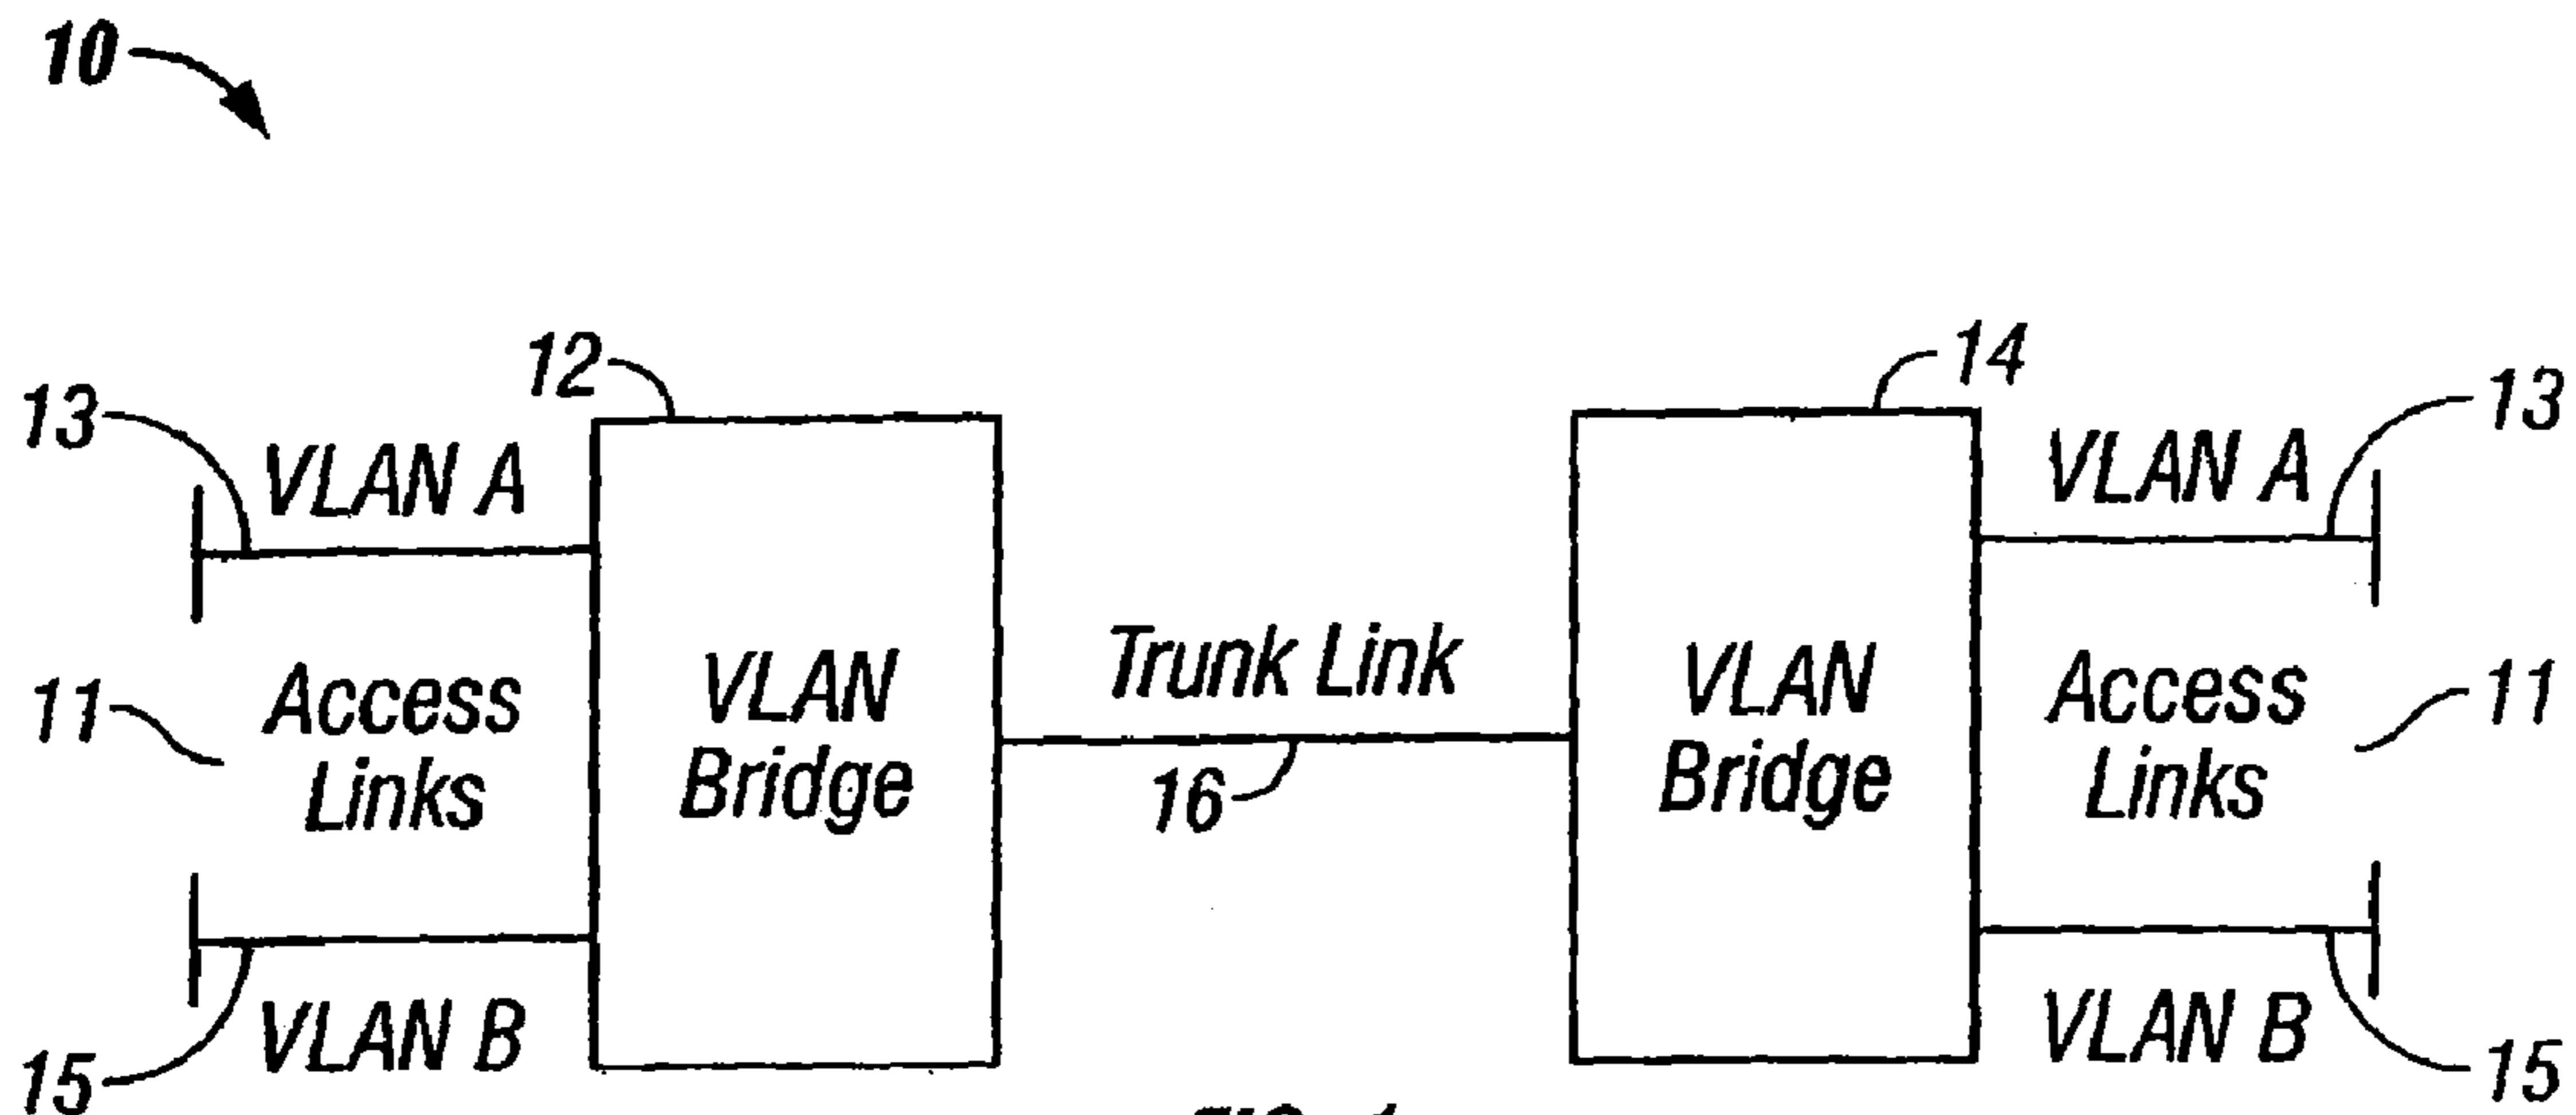 10
12
14
13
VLAN A
VLAN A
13
11
Access
Links
VLAN
Bridge
Trunk Link
16
VLAN
Bridge
Access
Links
11
15
VLAN B
VLAN B
15